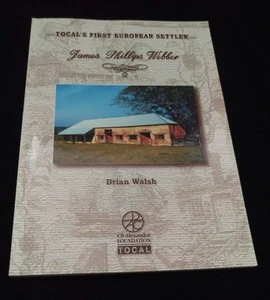 TOCAL'S FIRST EUROPEAN SETTLER
James Phillips Webber
Brian Walsh
CB Alexander
FOUNDATION
TOCAL